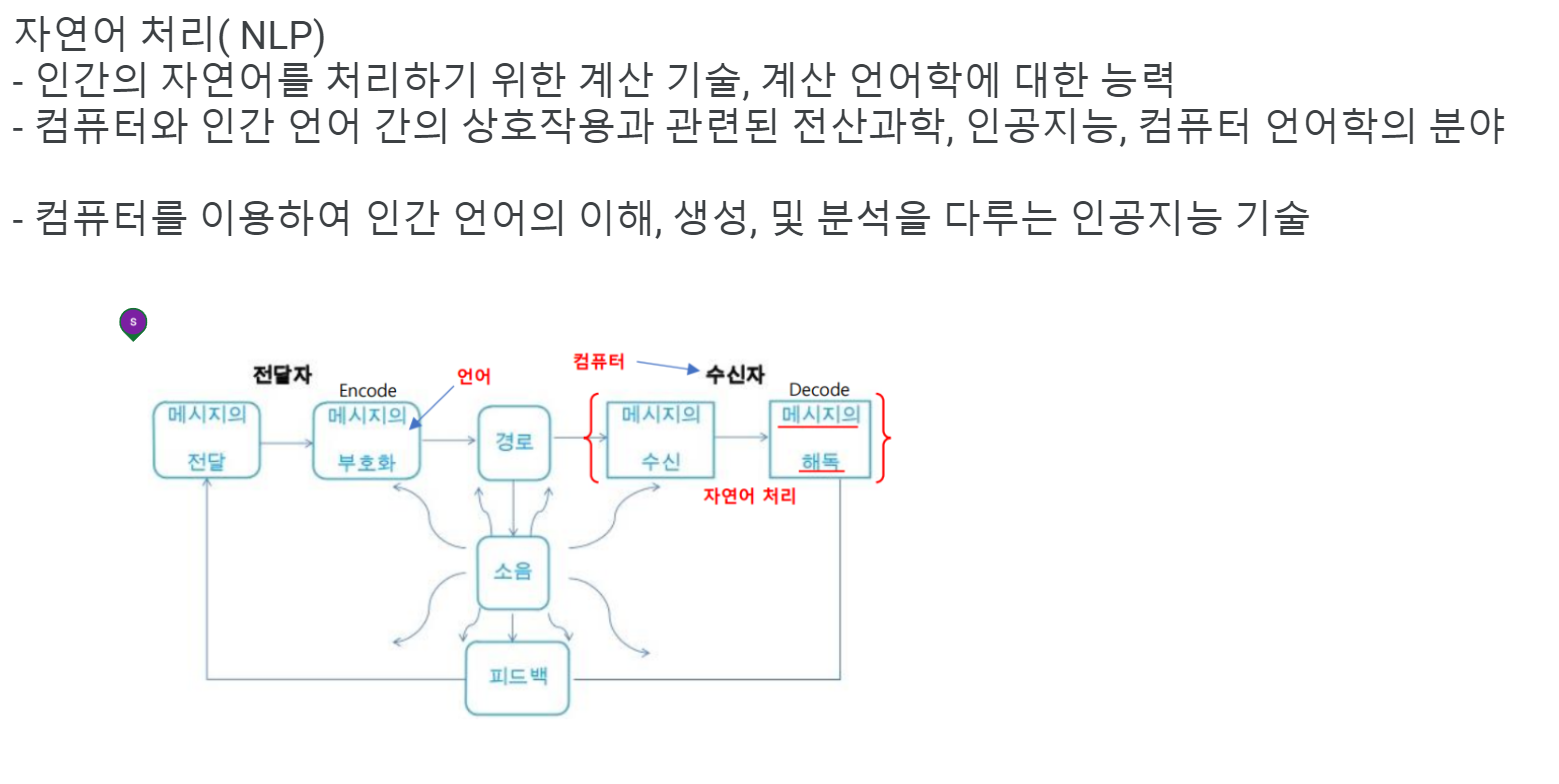 자연어 처리( NLP)
- 인간의 자연어를 처리하기 위한 계산 기술, 계산 언어학에 대한 능력
- 컴퓨터와 인간 언어 간의 상호작용과 관련된 전산과학, 인공지능, 컴퓨터 언어학의 분야
- 컴퓨터를 이용하여 인간 언어의 이해, 생성, 및 분석을 다루는 인공지능 기술
S
전달자
Encode
언어
컴퓨터
수신자
Decode
메시지의
전달
메시지의
부호화
경로
메시지의
수신
메시지의
해독
자연어 처리
소음
피드백